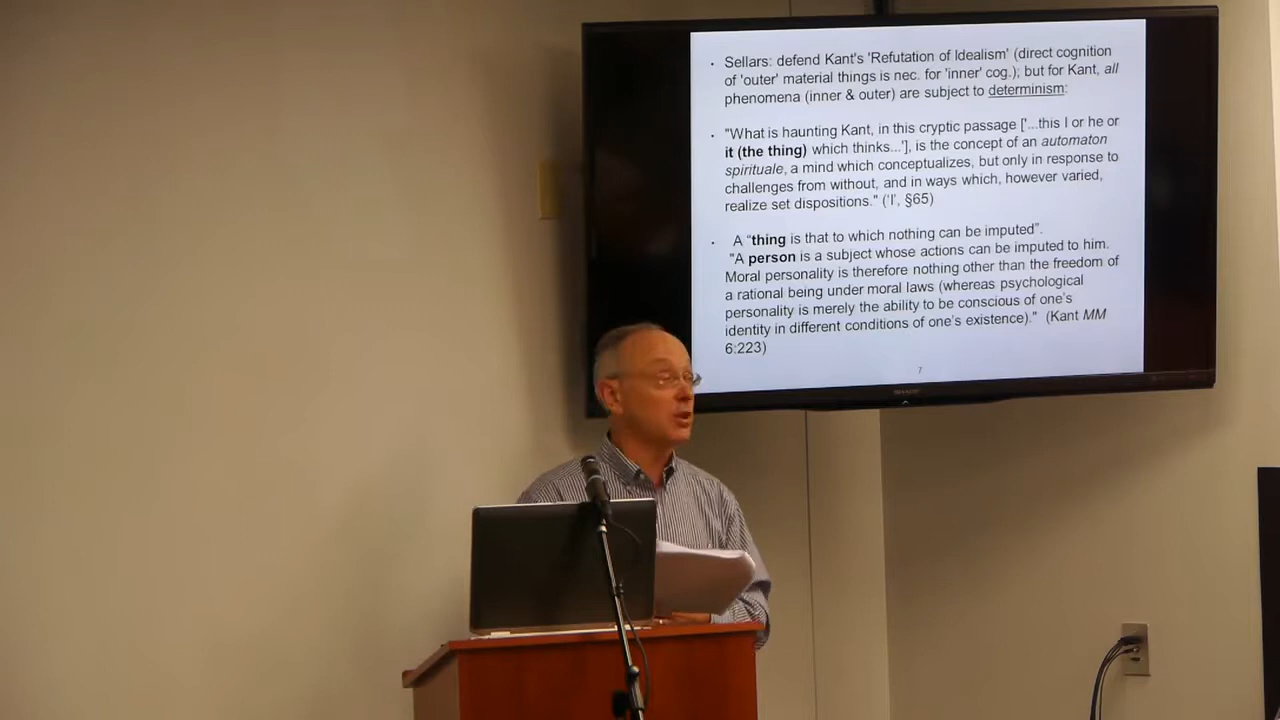 · Sellars: defend Kant's 'Refutation of Idealism' (direct cognition
of 'outer' material things is nec. for 'inner' cog.); but for Kant, all
phenomena (inner & outer) are subject to determinism:
· "What is haunting Kant, in this cryptic passage ['...this I or he or
it (the thing) which thinks...'], is the concept of an automaton
spirituale, a mind which conceptualizes, but only in response to
challenges from without, and in ways which, however varied,
realize set dispositions." ('I', §65)
· A “thing is that to which nothing can be imputed”.
"A person is a subject whose actions can be imputed to him.
Moral personality is therefore nothing other than the freedom of
a rational being under moral laws (whereas psychological
personality is merely the ability to be conscious of one’s
identity in different conditions of one’s existence)." (Kant MM
6:223)
7